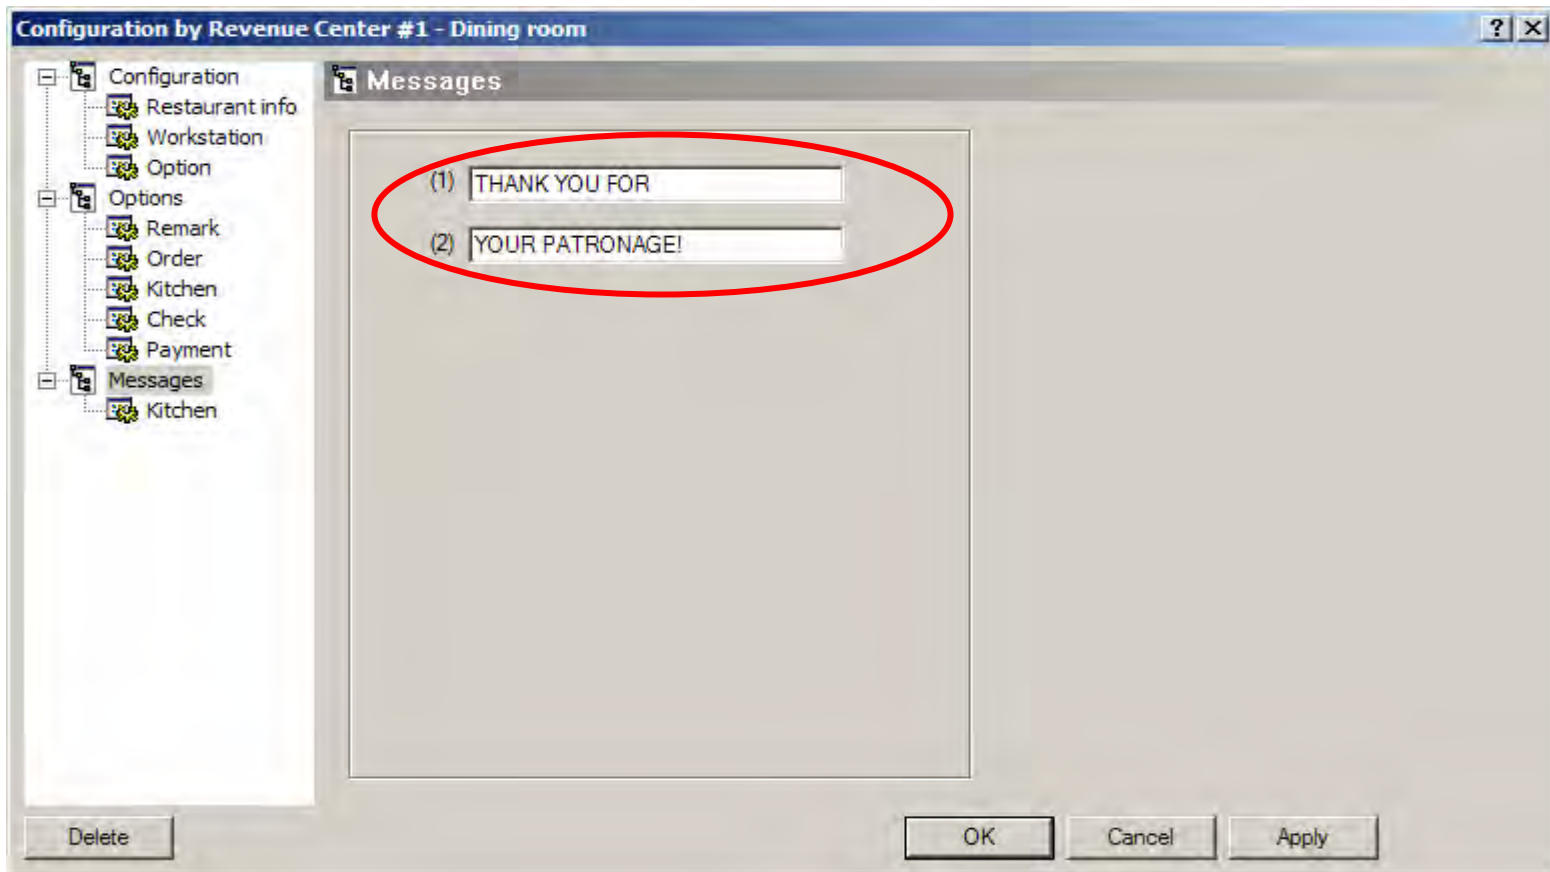 Configuration by Revenue Center #1 - Dining room
Configuration
Restaurant info
Workstation
Option
Options
Remark
Order
Kitchen
Check
Payment
Messages
Kitchen
Messages
(1) THANK YOU FOR
(2) YOUR PATRONAGE!
Delete
OK
Cancel
Apply